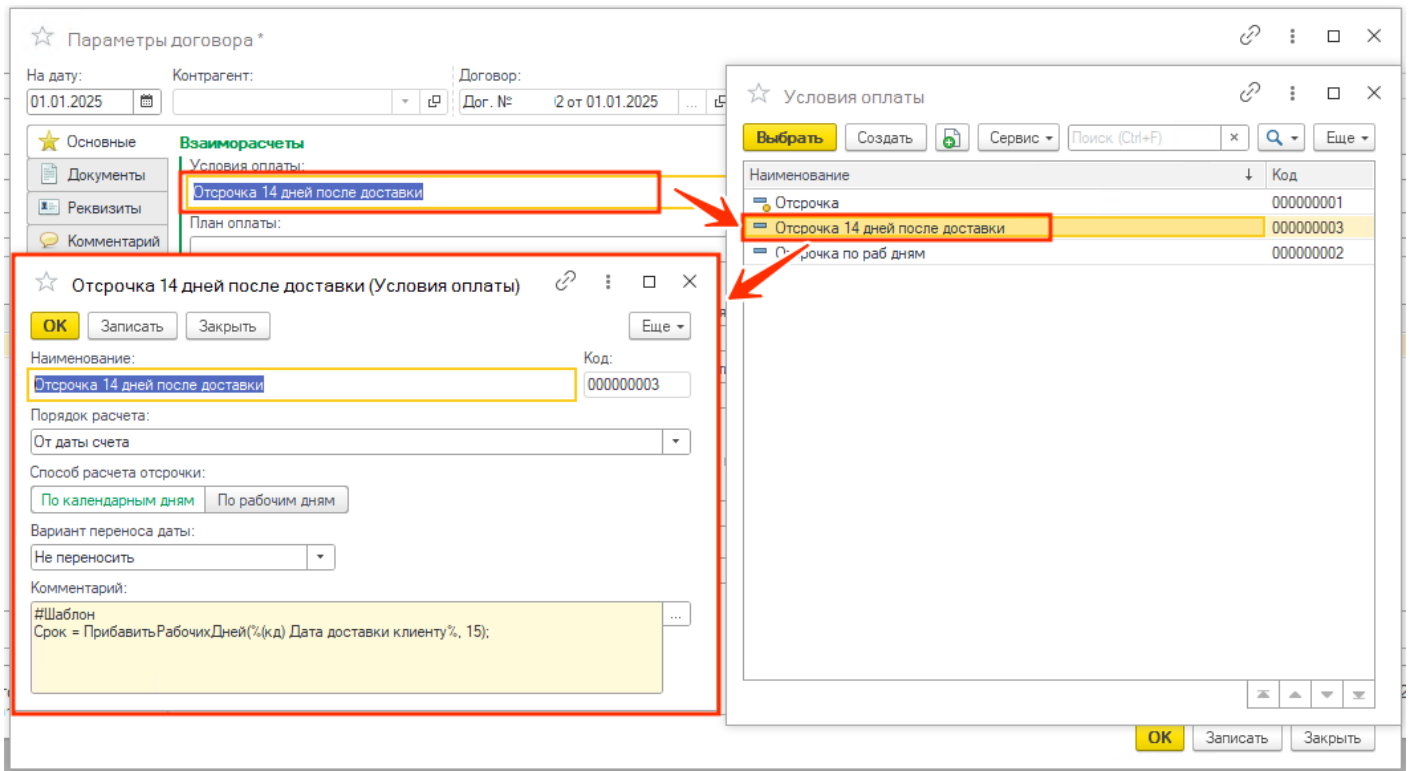 Параметры договора *
На дату:
Контрагент:
Договор:
01.01.2025
Дог. №
2 от 01.01.2025
...
Основные
Документы
Реквизиты
Комментарий
Взаиморасчеты
Условия оплаты:
Отсрочка 14 дней после доставки
План оплаты:
Условия оплаты
Выбрать
Создать
Сервис
Поиск (Ctrl+F)
×
Еще
Наименование
↓
Код
Отсрочка
000000001
Отсрочка 14 дней после доставки
000000003
по раб дням
000000002
Отсрочка 14 дней после доставки (Условия оплаты)
ОК
Записать
Закрыть
Еще
Наименование:
Код:
Отсрочка 14 дней после доставки
000000003
Порядок расчета:
От даты счета
Способ расчета отсрочки:
По календарным дням
По рабочим дням
Вариант переноса даты:
Не переносить
Комментарий:
#Шаблон
Срок = ПрибавитьРабочихДней(%(кд) Дата доставки клиенту%, 15);
...
ОК
Записать
Закрыть